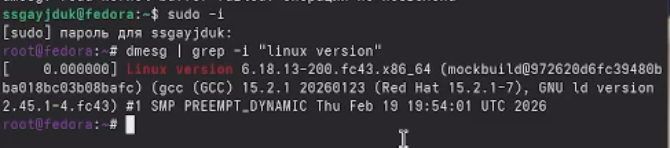 ssgayjduk@fedora:~$ sudo -i
[sudo] пароль для ssgayjduk:
root@fedora:~# dmesg | grep -i "linux version"
[    0.000000] Linux version 6.18.13-200.fc43.x86_64 (mockbuild@972620d6fc39480b
ba018bc03b08bafc) (gcc (GCC) 15.2.1 20260123 (Red Hat 15.2.1-7), GNU ld version
2.45.1-4.fc43) #1 SMP PREEMPT_DYNAMIC Thu Feb 19 19:54:01 UTC 2026
root@fedora:~#